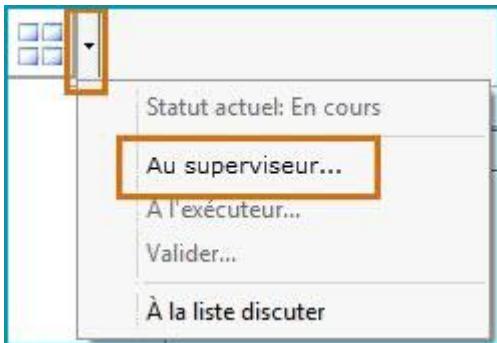 Statut actuel: En cours
Au superviseur...
A l'exécuteur...
Valider...
À la liste discuter